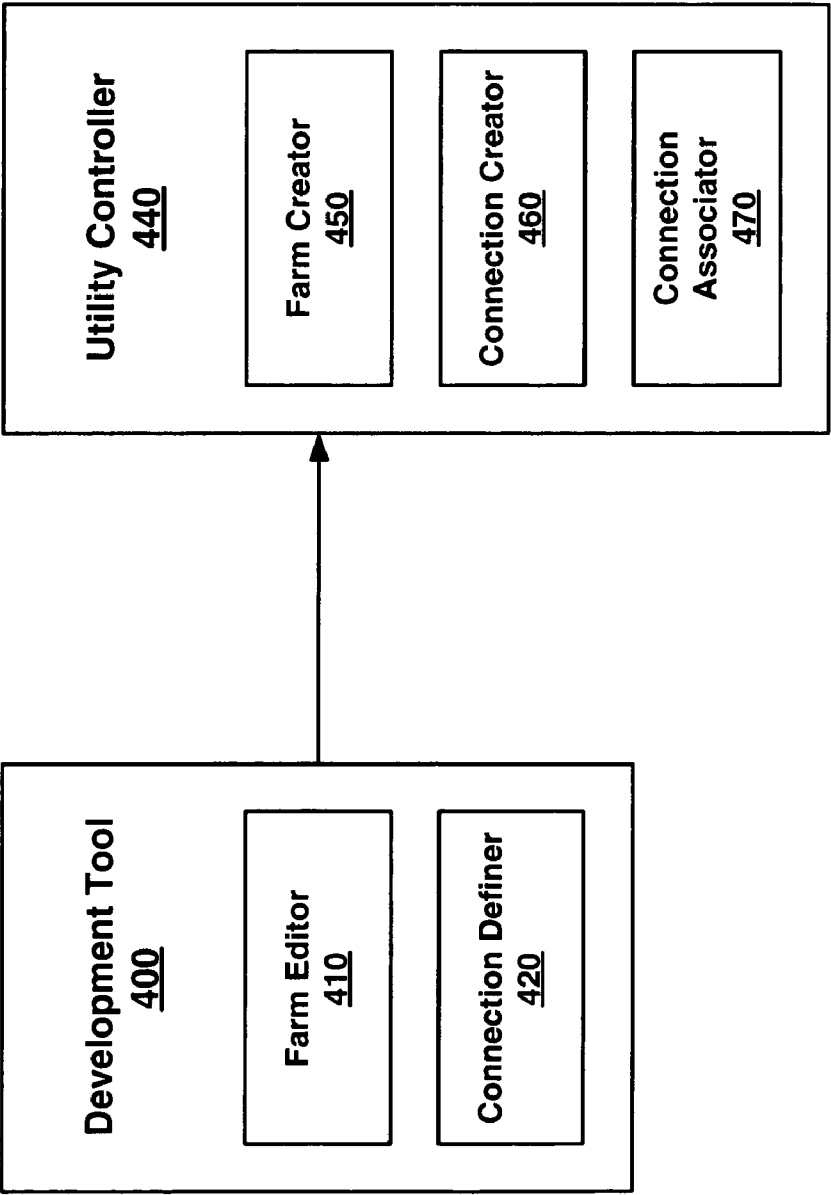 Development Tool
400
Farm Editor
410
Connection Definer
420
Utility Controller
440
Farm Creator
450
Connection Creator
460
Connection
Associator
470